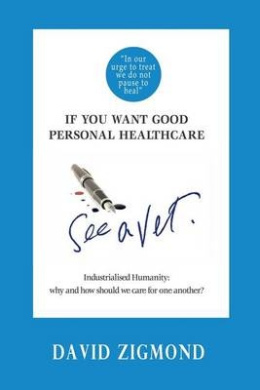 "In our
urge to treat
we do not
pause to
heal"
IF YOU WANT GOOD
PERSONAL HEALTHCARE
See a Vet.
Industrialised Humanity:
why and how should we care for one another?
DAVID ZIGMOND